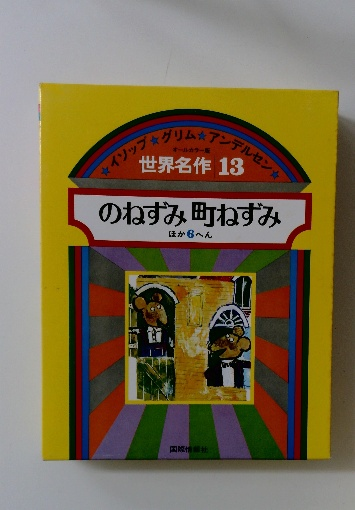 ★イソップ★グリム★アンデルセン★
オールカラー版
世界名作 13
のねずみ 町ねずみ
ほか6ぺん
国際情報社